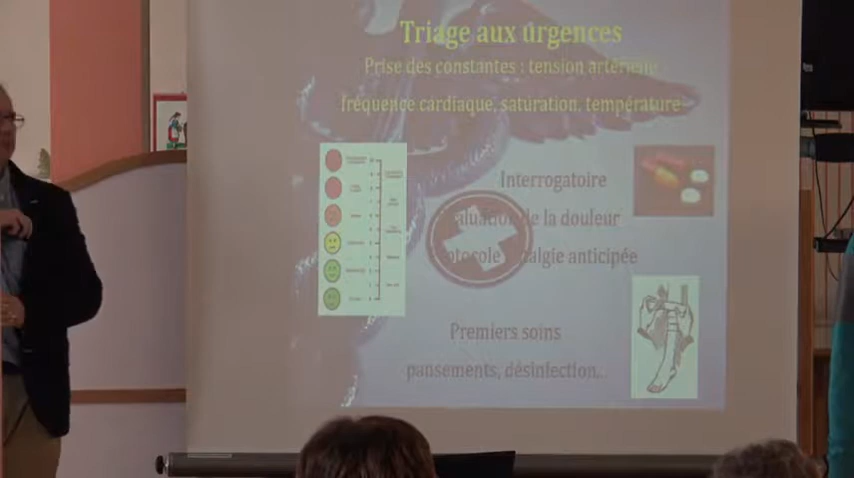 Triage aux urgences
Prise des constantes : tension artérielle
fréquence cardiaque, saturation, température
Interrogatoire
de la douleur
algie anticipée
Premiers soins
pansements, désinfection...